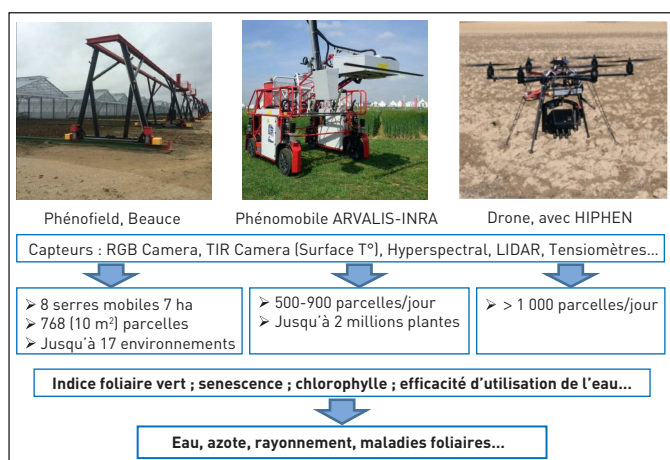 Phénofield, Beauce
Phénomobile ARVALIS-INRA
Drone, avec HIPHEN
Capteurs : RGB Camera, TIR Camera (Surface T°), Hyperspectral, LIDAR, Tensiomètres...
➢ 8 serres mobiles 7 ha
➢ 768 (10 m²) parcelles
➢ Jusqu'à 17 environnements
➢ 500-900 parcelles/jour
➢ Jusqu'à 2 millions plantes
➢ > 1 000 parcelles/jour
Indice foliaire vert ; senescence ; chlorophylle ; efficacité d'utilisation de l'eau...
Eau, azote, rayonnement, maladies foliaires...